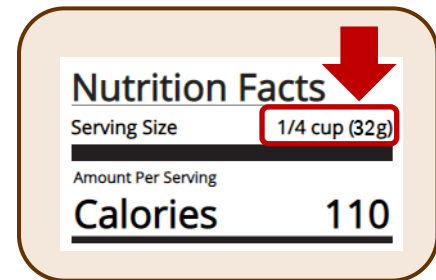 Nutrition Facts
Serving Size 1/4 cup (32g)
Amount Per Serving
Calories 110